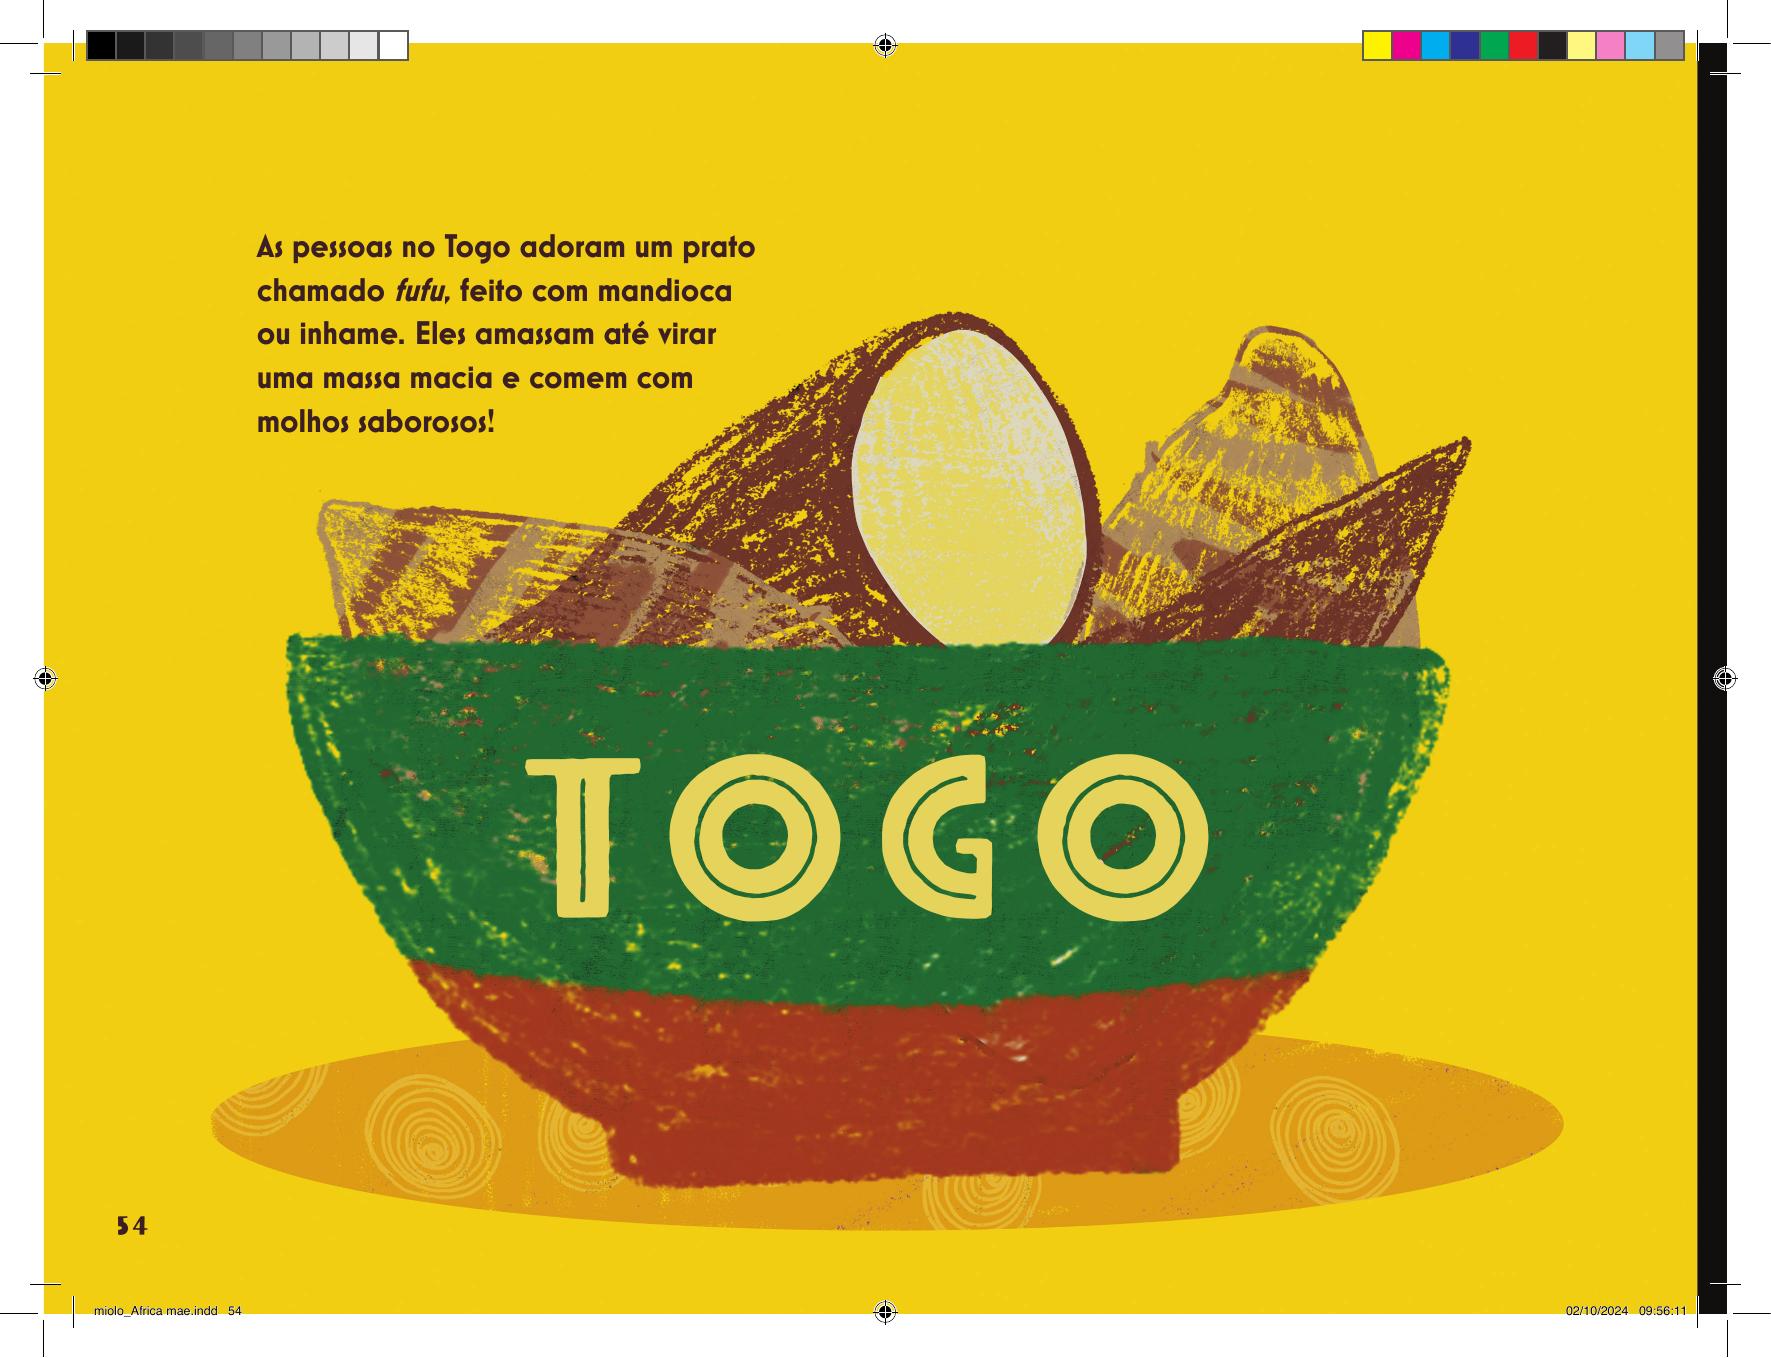 As pessoas no Togo adoram um prato
chamado fufu, feito com mandioca
ou inhame. Eles amassam até virar
uma massa macia e comem com
molhos saborosos!
TOGO
54
miolo_Africa mae.indd   54
02/10/2024   09:56:11